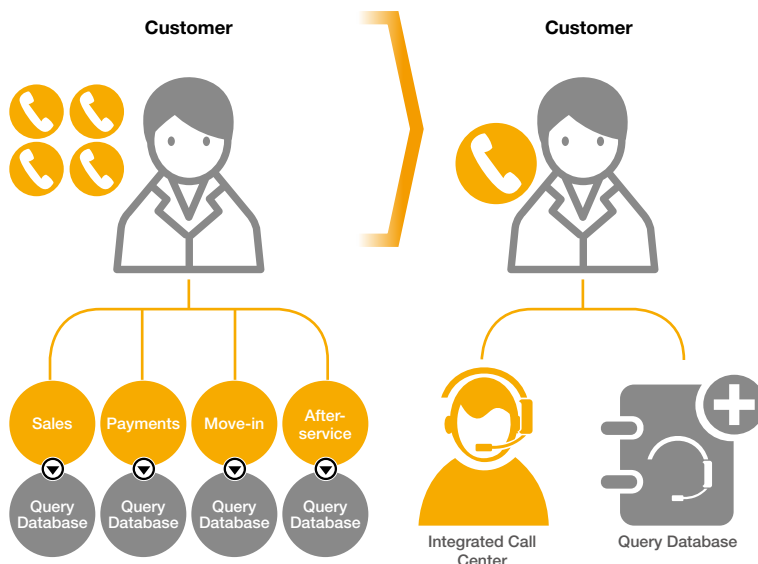 Customer
Customer
Sales
Payments
Move-in
After-
service
Query
Database
Query
Database
Query
Database
Query
Database
Integrated Call
Center
Query Database